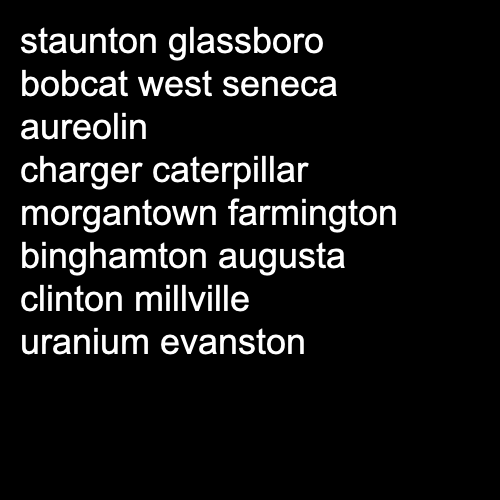 staunton glassboro
bobcat west seneca
aureolin
charger caterpillar
morgantown farmington
binghamton augusta
clinton millville
uranium evanston